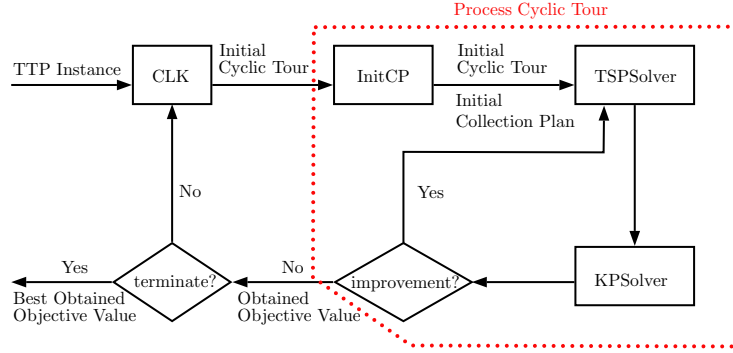 Process Cyclic Tour
Initial
Cyclic Tour
Initial
Cyclic Tour
TTP Instance
CLK
InitCP
TSPSolver
Initial
Collection Plan
No
Yes
Yes
terminate?
No
improvement?
KPSolver
Best Obtained
Objective Value
Obtained
Objective Value